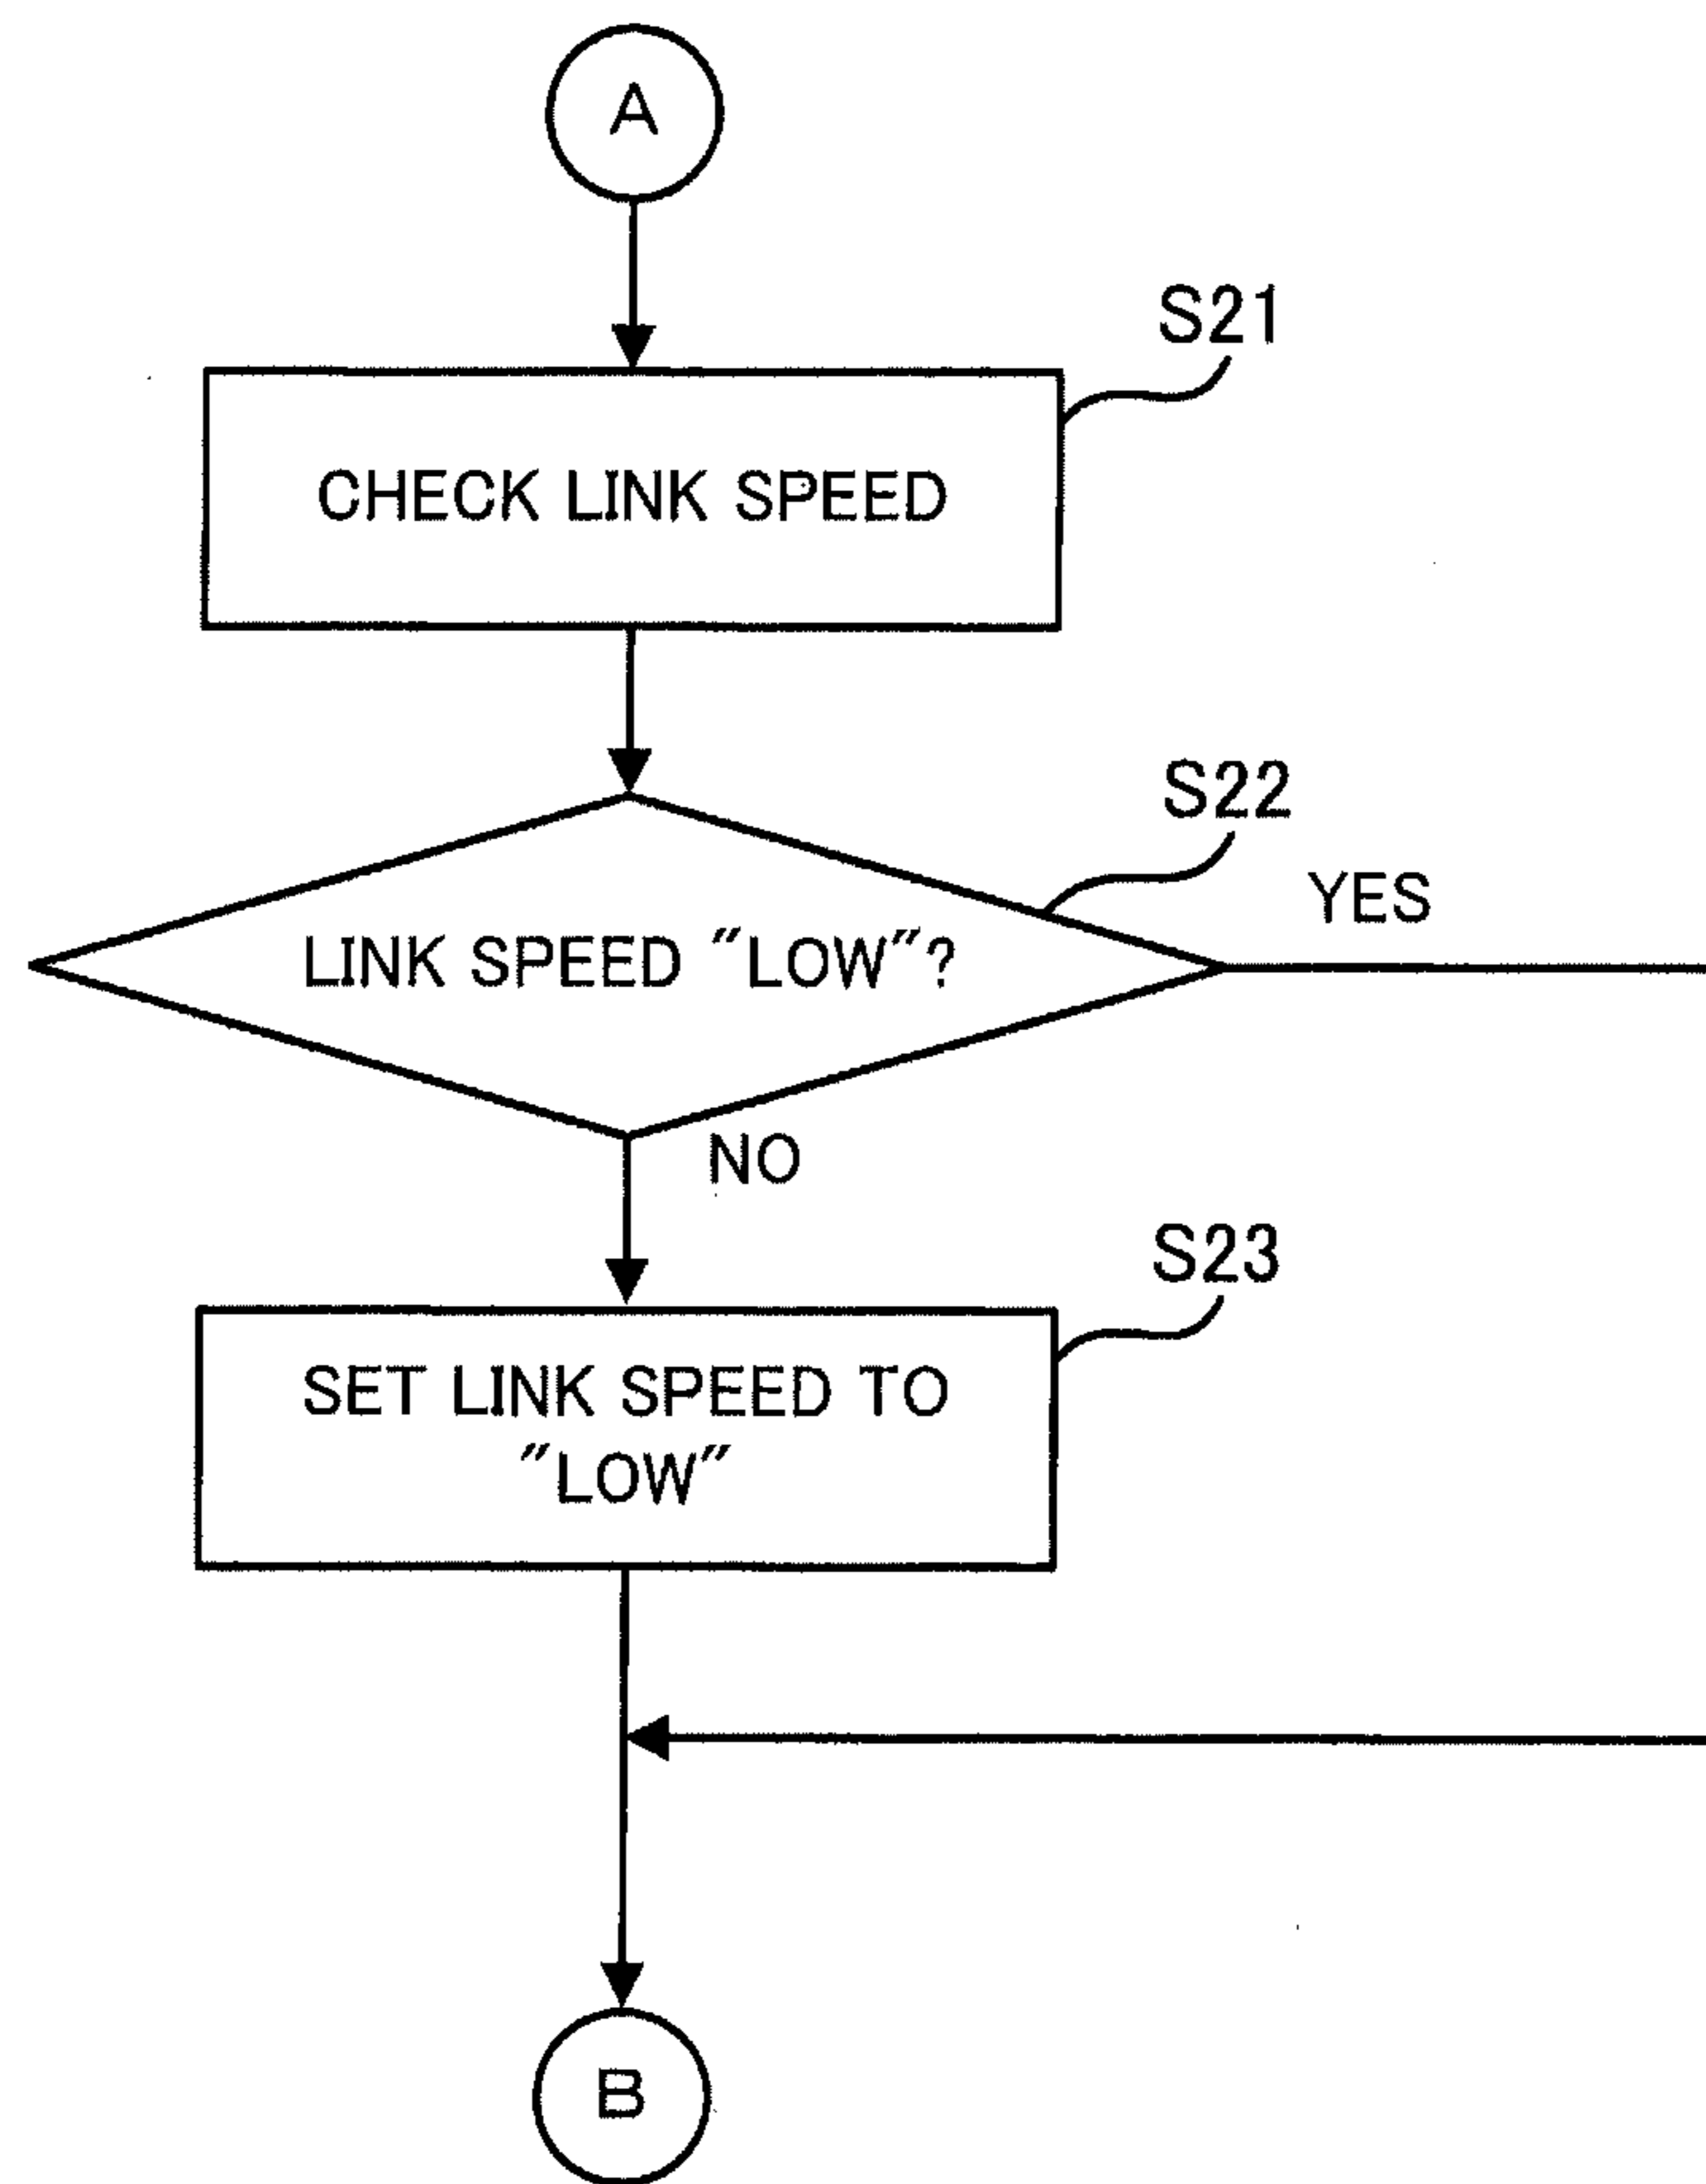 A
S21
CHECK LINK SPEED
S22
YES
LINK SPEED "LOW"?
NO
S23
SET LINK SPEED TO
"LOW"
B